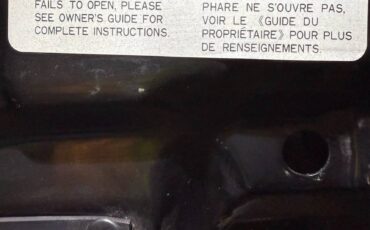 FAILS TO OPEN, PLEASE
SEE OWNER'S GUIDE FOR
COMPLETE INSTRUCTIONS.
PHARE NE S'OUVRE PAS,
VOIR LE 《GUIDE DU
PROPRIÉTAIRE》 POUR PLUS
DE RENSEIGNEMENTS.